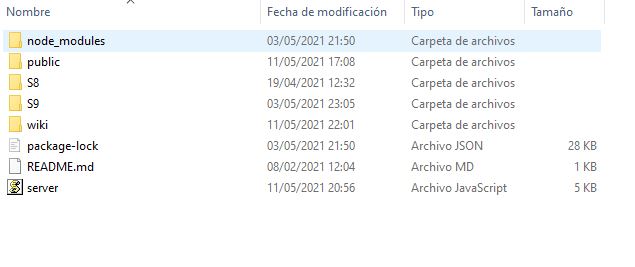 Nombre Fecha de modificación Tipo Tamaño
node_modules 03/05/2021 21:50 Carpeta de archivos
public 11/05/2021 17:08 Carpeta de archivos
S8 19/04/2021 12:32 Carpeta de archivos
S9 03/05/2021 23:05 Carpeta de archivos
wiki 11/05/2021 22:01 Carpeta de archivos
package-lock 03/05/2021 21:50 Archivo JSON 28 KB
README.md 08/02/2021 12:04 Archivo MD 1 KB
server 11/05/2021 20:56 Archivo JavaScript 5 KB